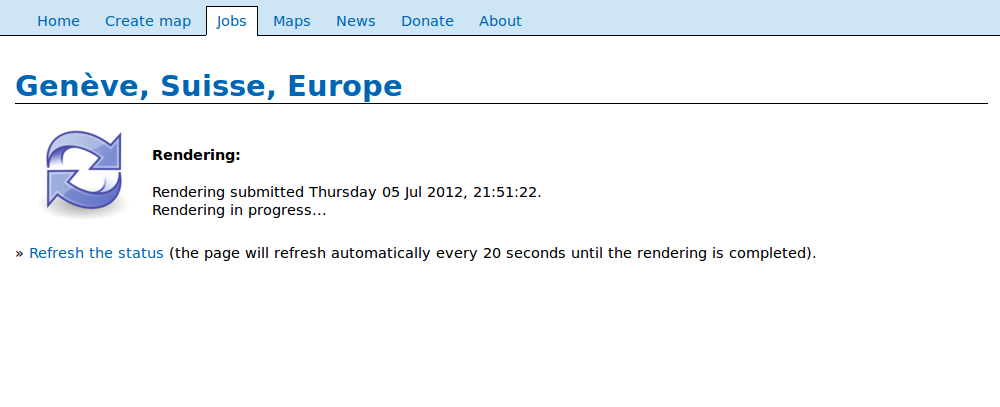 Home Create map Jobs Maps News Donate About
Genève, Suisse, Europe
Rendering:
Rendering submitted Thursday 05 Jul 2012, 21:51:22.
Rendering in progress...
» Refresh the status (the page will refresh automatically every 20 seconds until the rendering is completed).